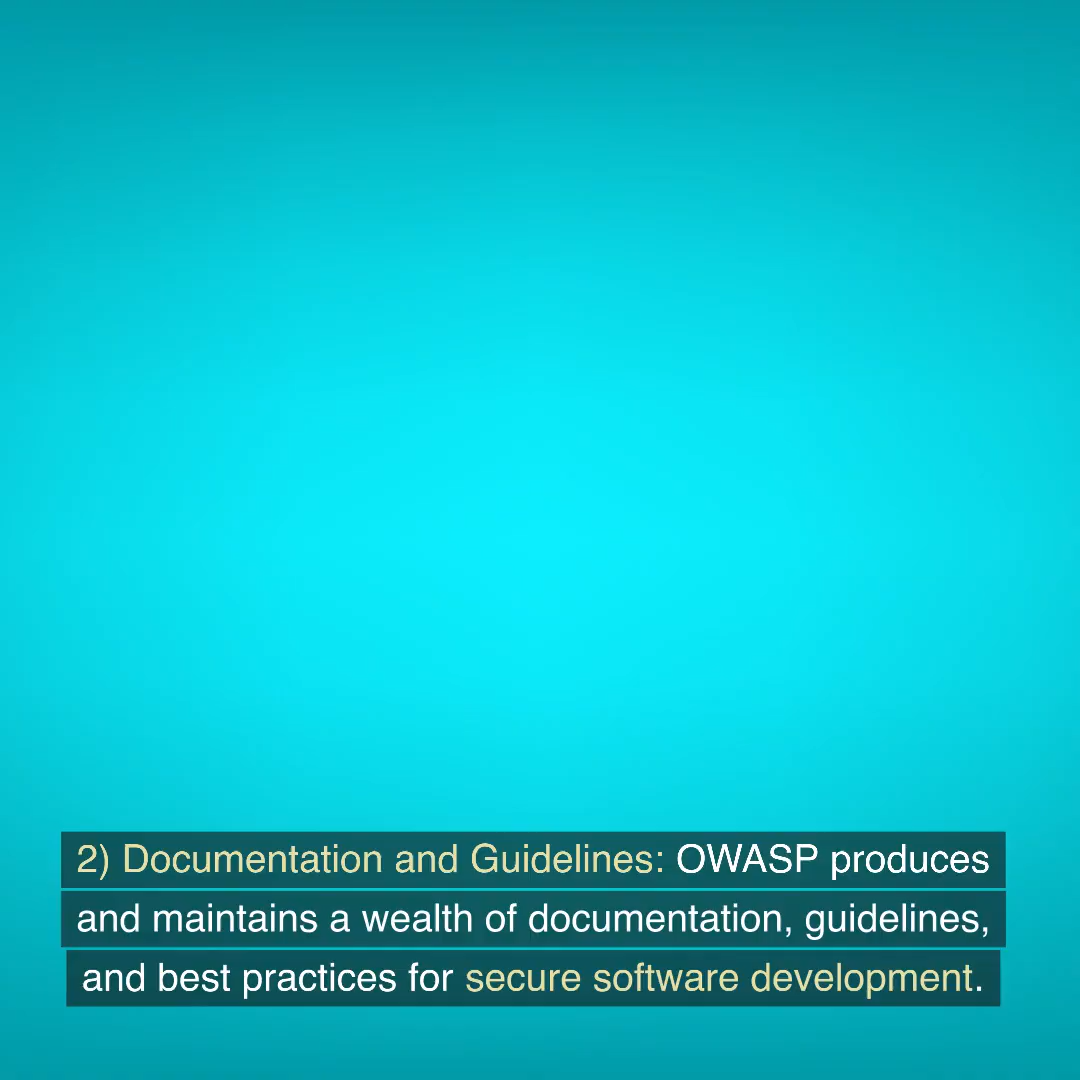 2) Documentation and Guidelines: OWASP produces
and maintains a wealth of documentation, guidelines,
and best practices for secure software development.